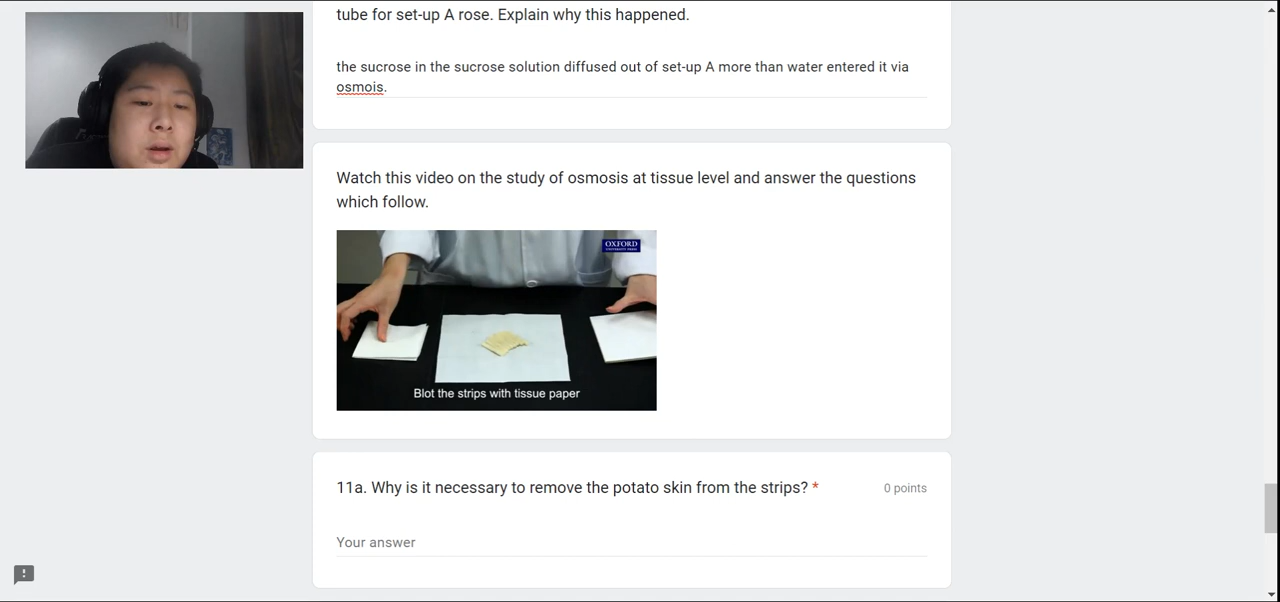 tube for set-up A rose. Explain why this happened.
the sucrose in the sucrose solution diffused out of set-up A more than water entered it via
osmois.
Watch this video on the study of osmosis at tissue level and answer the questions
which follow.
OXFORD
UNIVERSITY PRESS
Blot the strips with tissue paper
11a. Why is it necessary to remove the potato skin from the strips? *
0 points
Your answer